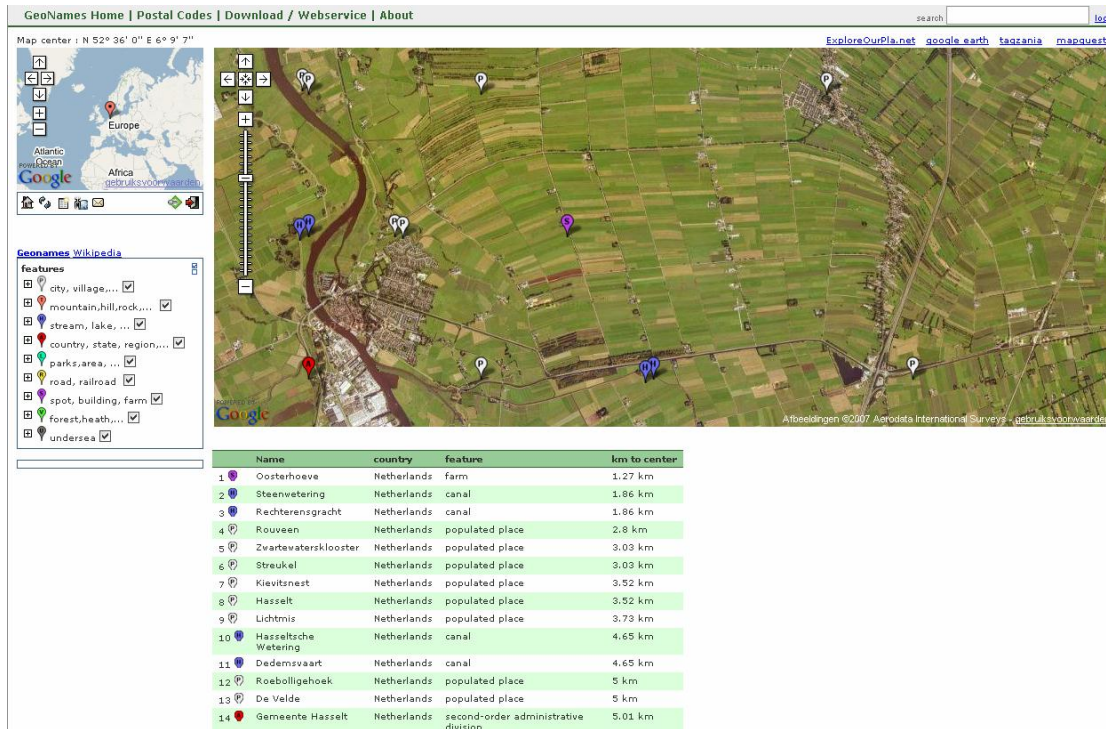 GeoNames Home | Postal Codes | Download / Webservice | About
search
Map center : N 52° 36' 0" E 6° 9' 7"
ExploreOurPla.net google earth tagzania mapquest
Europe
Atlantic
Ocean
Africa
POWERED BY
Google
gebruiksvoorwaarden
Geonames Wikipedia
features
city, village,...
mountain,hill,rock,...
stream, lake, ...
country, state, region,...
parks,area, ...
road, railroad
spot, building, farm
forest,heath,...
undersea
P P P P
H H P P S
P H H P
POWERED BY
Google
Afbeeldingen ©2007 Aerodata International Surveys - gebruiksvoorwaarden
Name country feature km to center
1 S Oosterhoeve Netherlands farm 1.27 km
2 H Steenwetering Netherlands canal 1.86 km
3 H Rechterensgracht Netherlands canal 1.86 km
4 P Rouveen Netherlands populated place 2.8 km
5 P Zwartewatersklooster Netherlands populated place 3.03 km
6 P Streukel Netherlands populated place 3.03 km
7 P Kievitsnest Netherlands populated place 3.52 km
8 P Hasselt Netherlands populated place 3.52 km
9 P Lichtmis Netherlands populated place 3.73 km
10 H Hasseltsche Netherlands canal 4.65 km
Wetering
11 H Dedemsvaart Netherlands canal 4.65 km
12 P Roebolligehoek Netherlands populated place 5 km
13 P De Velde Netherlands populated place 5 km
14 Gemeente Hasselt Netherlands second-order administrative 5.01 km
division